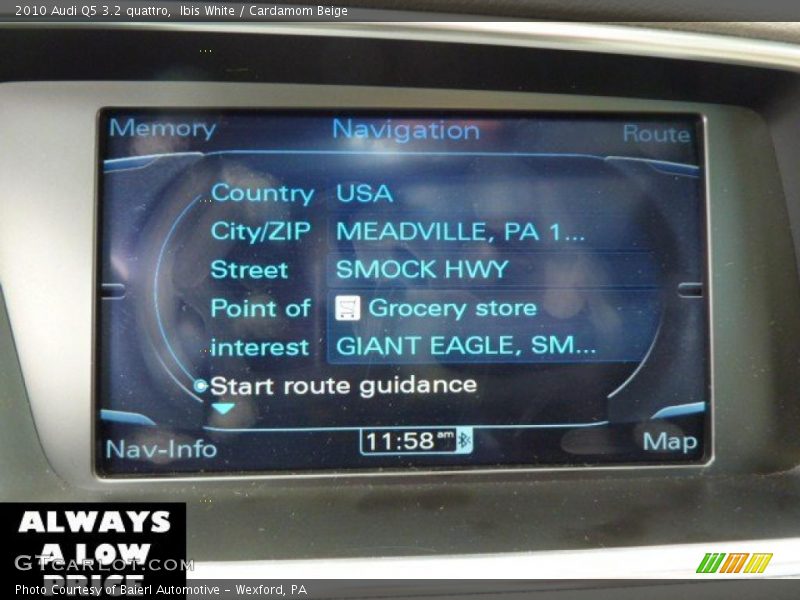 2010 Audi Q5 3.2 quattro,  Ibis White / Cardamom Beige
Memory Navigation Route
Country USA
City/ZIP MEADVILLE, PA 1...
Street SMOCK HWY
Point of Grocery store
interest GIANT EAGLE, SM...
Start route guidance
Nav-Info 11:58 am Map
ALWAYS
A LOW
PRICE
GTcarlot.com
Photo Courtesy of Baierl Automotive – Wexford, PA